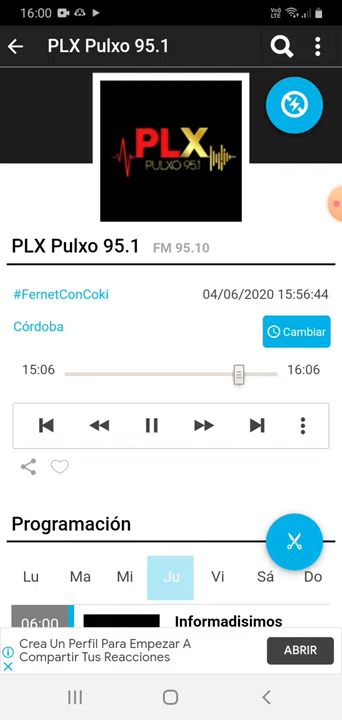 16:00 Vo)) LTE
PLX Pulxo 95.1
PLX
PULXO 95.1
PLX Pulxo 95.1 FM 95.10
#FernetConCoki 04/06/2020 15:56:44
Córdoba Cambiar
15:06 16:06
Programación
Lu Ma Mi Ju Vi Sá Do
06:00 Informadisimos
Crea Un Perfil Para Empezar A
Compartir Tus Reacciones
ABRIR